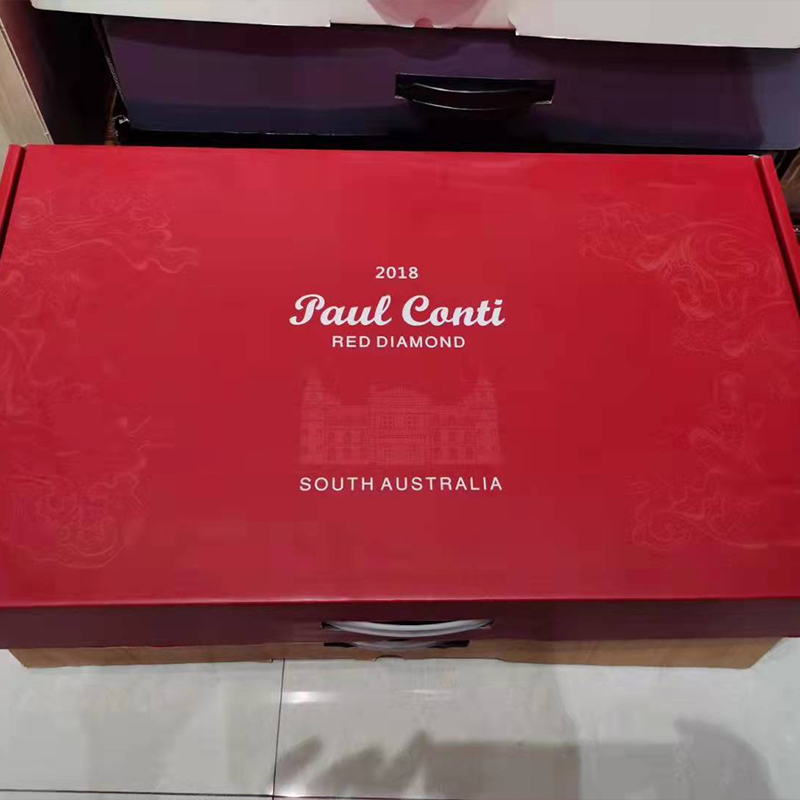 2018
Paul Conti
RED DIAMOND
SOUTH AUSTRALIA